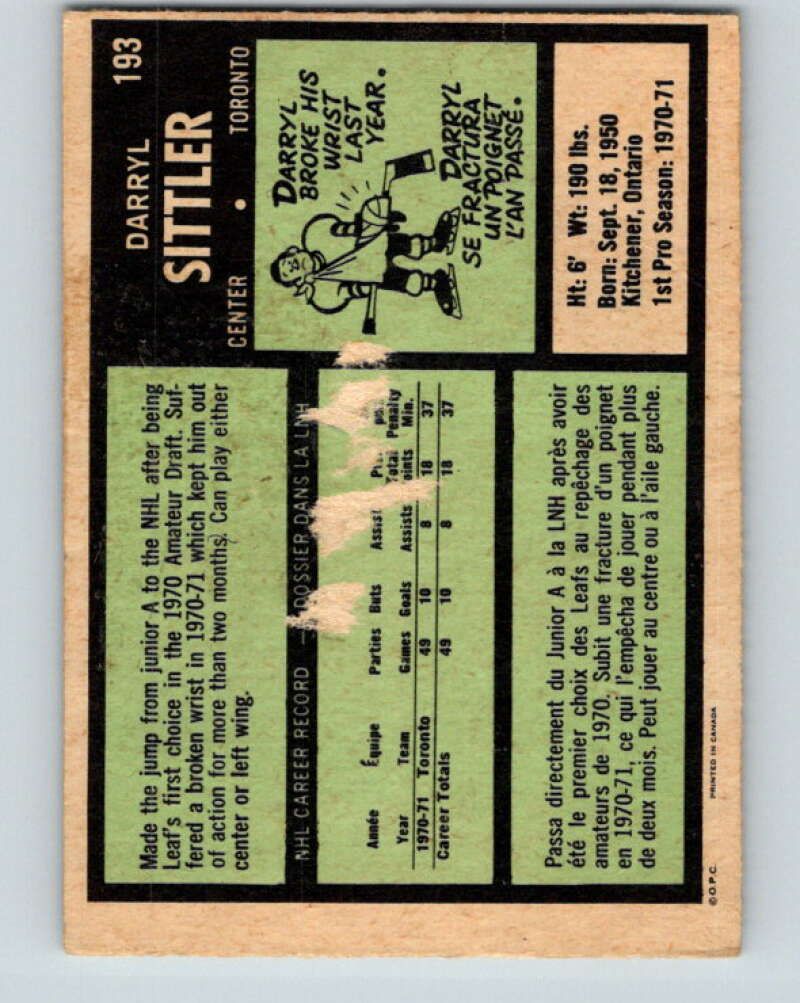 193
DARRYL
SITTLER
CENTER • TORONTO
Made the jump from junior A to the NHL after being
Leaf's first choice in the 1970 Amateur Draft. Suf-
fered a broken wrist in 1970-71 which kept him out
of action for more than two months. Can play either
center or left wing.
DARRYL
BROKE HIS
WRIST
LAST
YEAR.
DARRYL
SE FRACTURA
UN POIGNET
L'AN PASSÉ.
NHL CAREER RECORD DOSSIER DANS LA LNH
Année Équipe Parties Buts Assist
Year Team Games Goals Assists Total Penalty
Min.
1970-71 Toronto 49 10 8 18 37
Career Totals 49 10 8 18 37
Ht: 6' Wt: 190 lbs.
Born: Sept. 18, 1950
Kitchener, Ontario
1st Pro Season: 1970-71
Passa directement du Junior A à la LNH après avoir
été le premier choix des Leafs au repêchage des
amateurs de 1970. Subit une fracture d'un poignet
en 1970-71, ce qui l'empêcha de jouer pendant plus
de deux mois. Peut jouer au centre ou à l'aile gauche.
©O.P.C. PRINTED IN CANADA